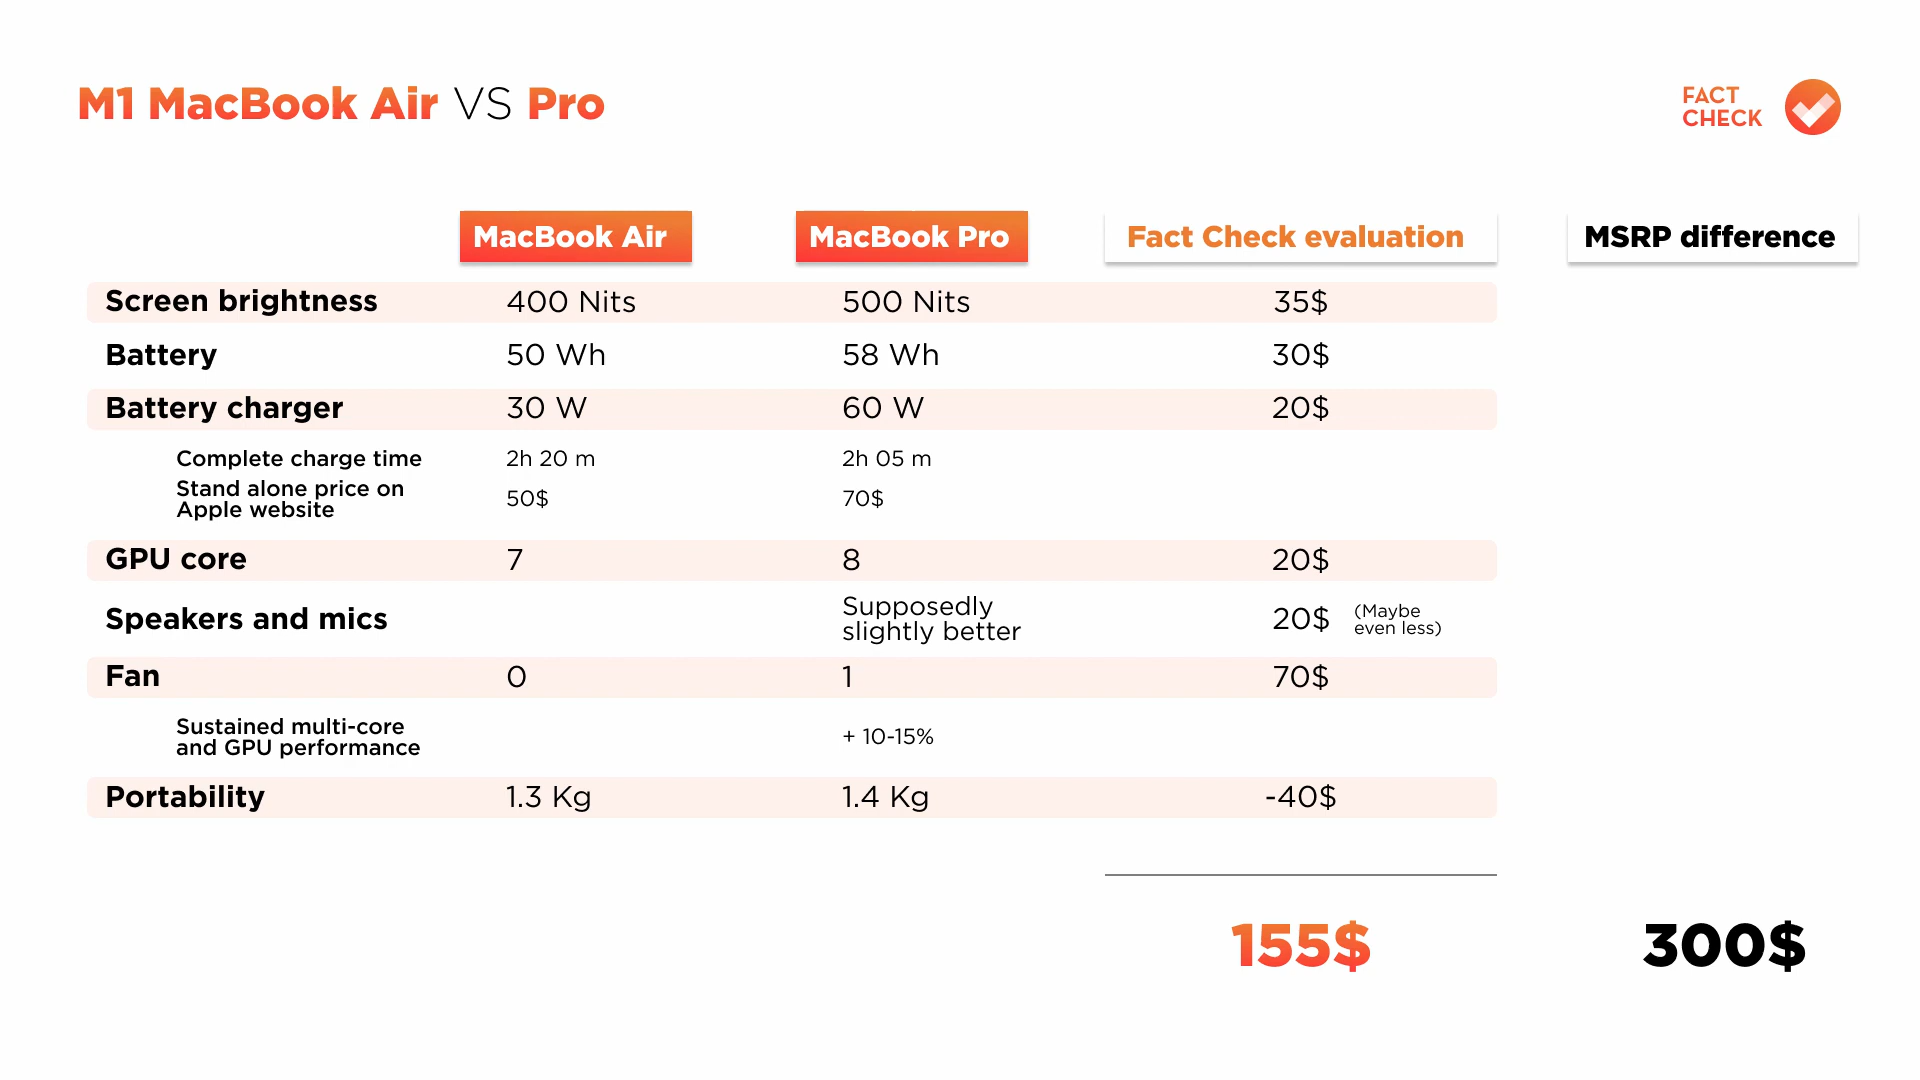 M1 MacBook Air VS Pro
FACT
CHECK
MacBook Air MacBook Pro Fact Check evaluation MSRP difference
Screen brightness 400 Nits 500 Nits 35$
Battery 50 Wh 58 Wh 30$
Battery charger 30 W 60 W 20$
Complete charge time 2h 20 m 2h 05 m
Stand alone price on
Apple website 50$ 70$
GPU core 7 8 20$
Speakers and mics Supposedly
slightly better 20$ (Maybe
even less)
Fan 0 1 70$
Sustained multi-core
and GPU performance + 10-15%
Portability 1.3 Kg 1.4 Kg -40$
155$ 300$